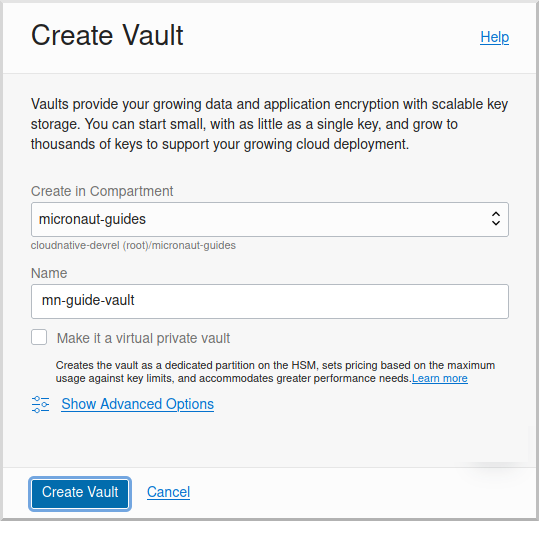 Create Vault
Help
Vaults provide your growing data and application encryption with scalable key
storage. You can start small, with as little as a single key, and grow to
thousands of keys to support your growing cloud deployment.
Create in Compartment
micronaut-guides
cloudnative-devrel (root)/micronaut-guides
Name
mn-guide-vault
Make it a virtual private vault
Creates the vault as a dedicated partition on the HSM, sets pricing based on the maximum
usage against key limits, and accommodates greater performance needs.Learn more
Show Advanced Options
Create Vault
Cancel